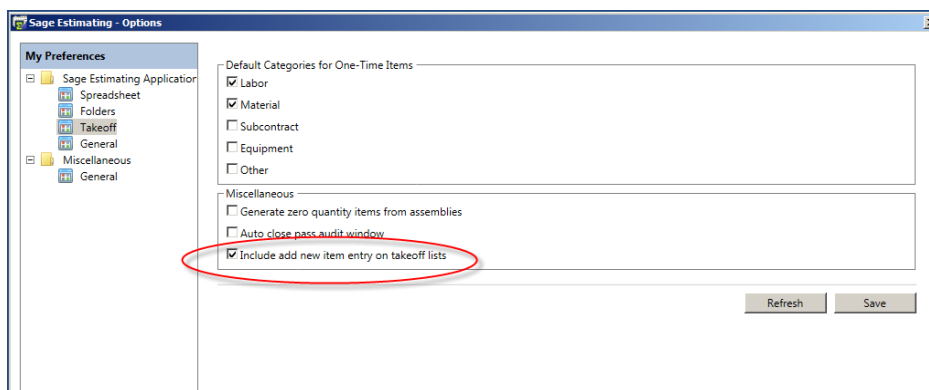 Sage Estimating - Options
My Preferences
Sage Estimating Application
Spreadsheet
Folders
Takeoff
General
Miscellaneous
General
Default Categories for One-Time Items
Labor
Material
Subcontract
Equipment
Other
Miscellaneous
Generate zero quantity items from assemblies
Auto close pass audit window
Include add new item entry on takeoff lists
Refresh Save